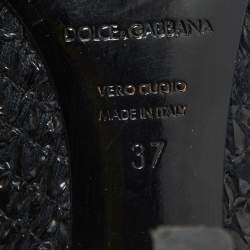 DOLCE & GABBANA
VERO CUOIO
MADE IN ITALY
37